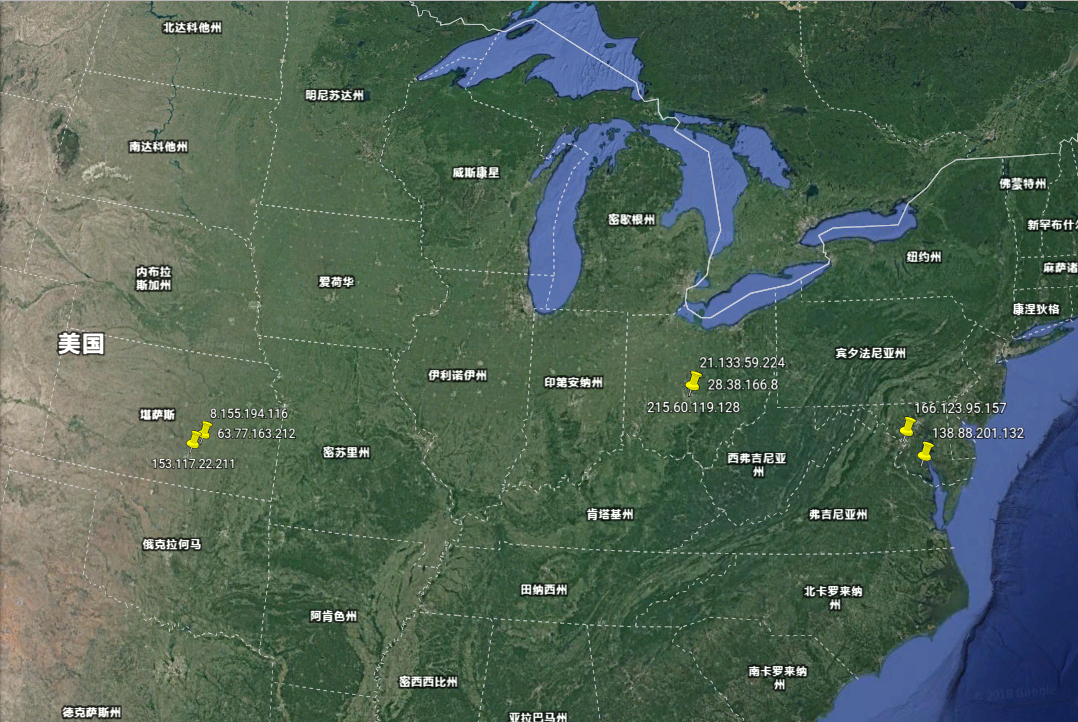 北达科他州
明尼苏达州
南达科他州
威斯康星
佛蒙特州
密歇根州
新罕布什
纽约州
麻萨诸
内布拉
斯加州
爱荷华
康涅狄格
美国
宾夕法尼亚州
21.133.59.224
伊利诺伊州
印第安纳州
28.38.166.8
215.60.119.128
堪萨斯
8.155.194.116
166.123.95.157
63.77.163.212
138.88.201.132
密苏里州
153.117.22.211
西弗吉尼亚
州
肯塔基州
弗吉尼亚州
俄克拉何马
田纳西州
北卡罗来纳
州
阿肯色州
南卡罗来纳
州
密西西比州
© 2018 Google
德克萨斯州
亚拉巴马州